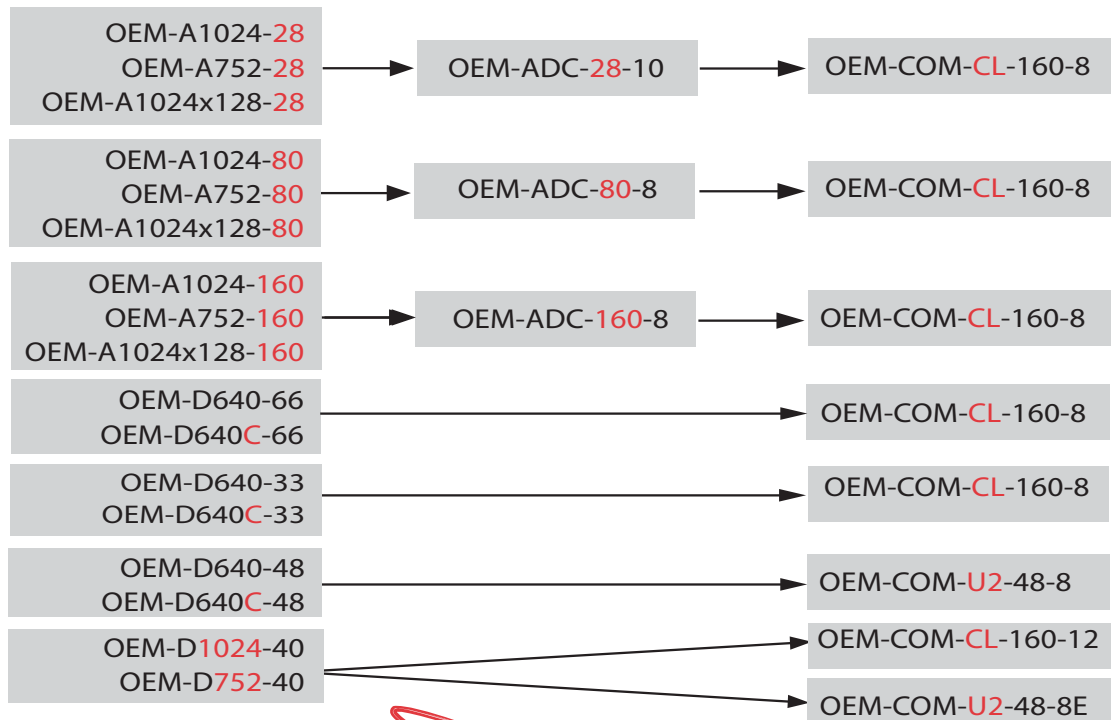 OEM-A1024-28
OEM-A752-28
OEM-A1024x128-28
OEM-ADC-28-10
OEM-COM-CL-160-8
OEM-A1024-80
OEM-A752-80
OEM-A1024x128-80
OEM-ADC-80-8
OEM-COM-CL-160-8
OEM-A1024-160
OEM-A752-160
OEM-A1024x128-160
OEM-ADC-160-8
OEM-COM-CL-160-8
OEM-D640-66
OEM-D640C-66
OEM-COM-CL-160-8
OEM-D640-33
OEM-D640C-33
OEM-COM-CL-160-8
OEM-D640-48
OEM-D640C-48
OEM-COM-U2-48-8
OEM-D1024-40
OEM-D752-40
OEM-COM-CL-160-12
OEM-COM-U2-48-8E